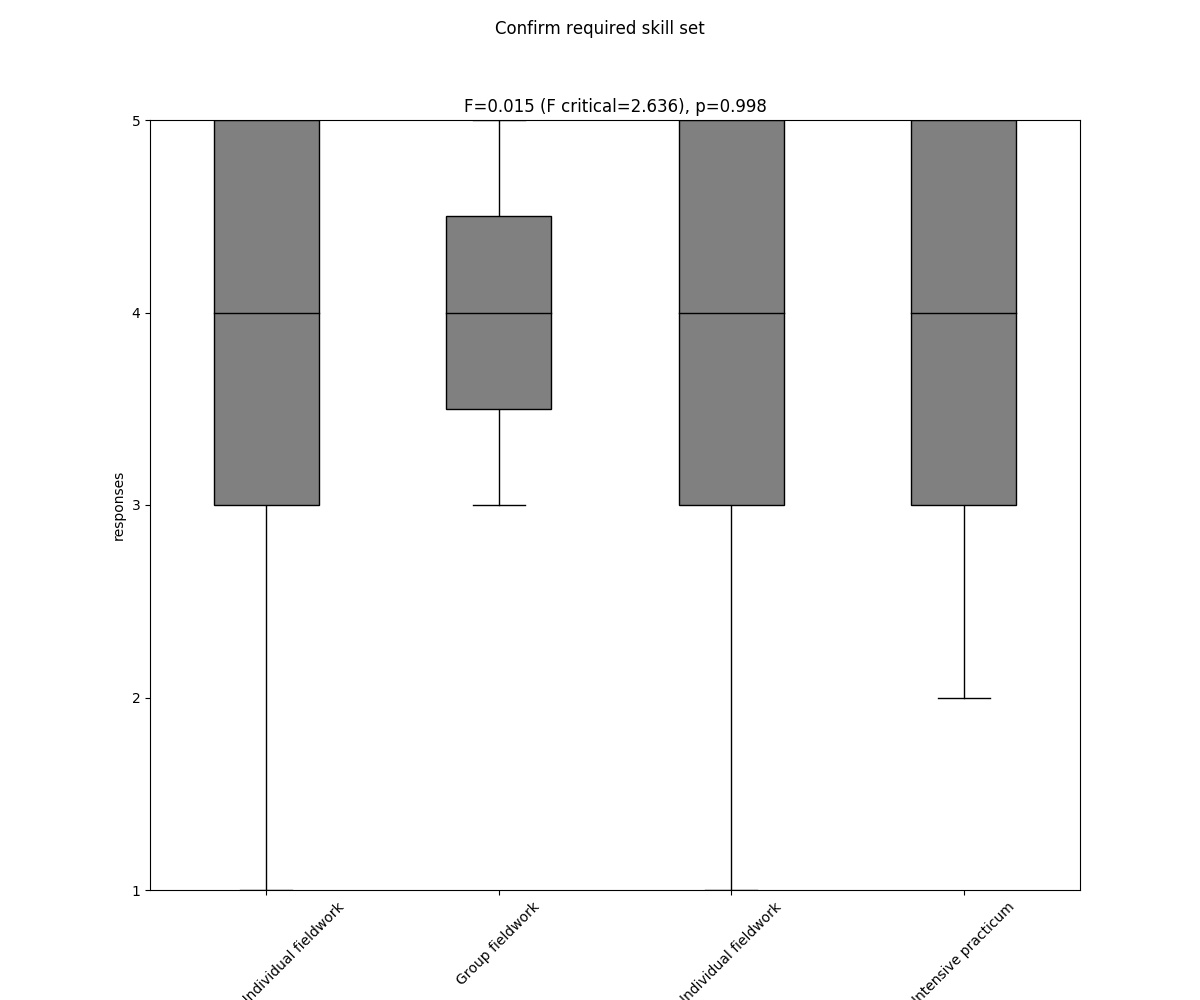 Confirm required skill set
F=0.015 (F critical=2.636), p=0.998
5
4
3
2
1
responses
Individual fieldwork
Group fieldwork
Individual fieldwork
Intensive practicum